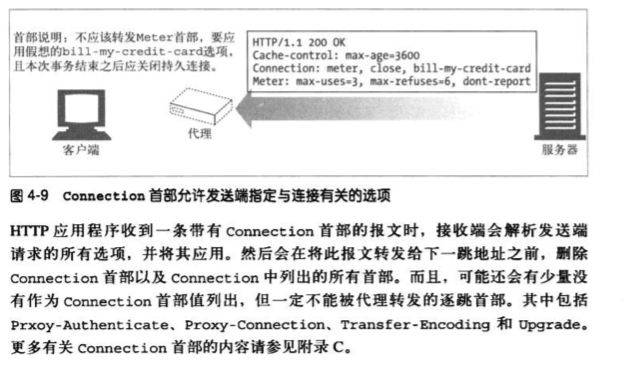 首部说明：不应该转发Meter首部，要应
用假想的bill-my-credit-card选项，
且本次事务结束之后应关闭持久连接。
HTTP/1.1 200 OK
Cache-control: max-age=3600
Connection: meter, close, bill-my-credit-card
Meter: max-uses=3, max-refuses=6, dont-report
客户端
代理
服务器
图 4-9 Connection 首部允许发送端指定与连接有关的选项
HTTP 应用程序收到一条带有 Connection 首部的报文时，接收端会解析发送端
请求的所有选项，并将其应用。然后会在将此报文转发给下一跳地址之前，删除
Connection 首部以及 Connection 中列出的所有首部。而且，可能还会有少量没
有作为 Connection 首部值列出，但一定不能被代理转发的逐跳首部。其中包括
Prxoy-Authenticate、Proxy-Connection、Transfer-Encoding 和 Upgrade。
更多有关 Connection 首部的内容请参见附录 C。